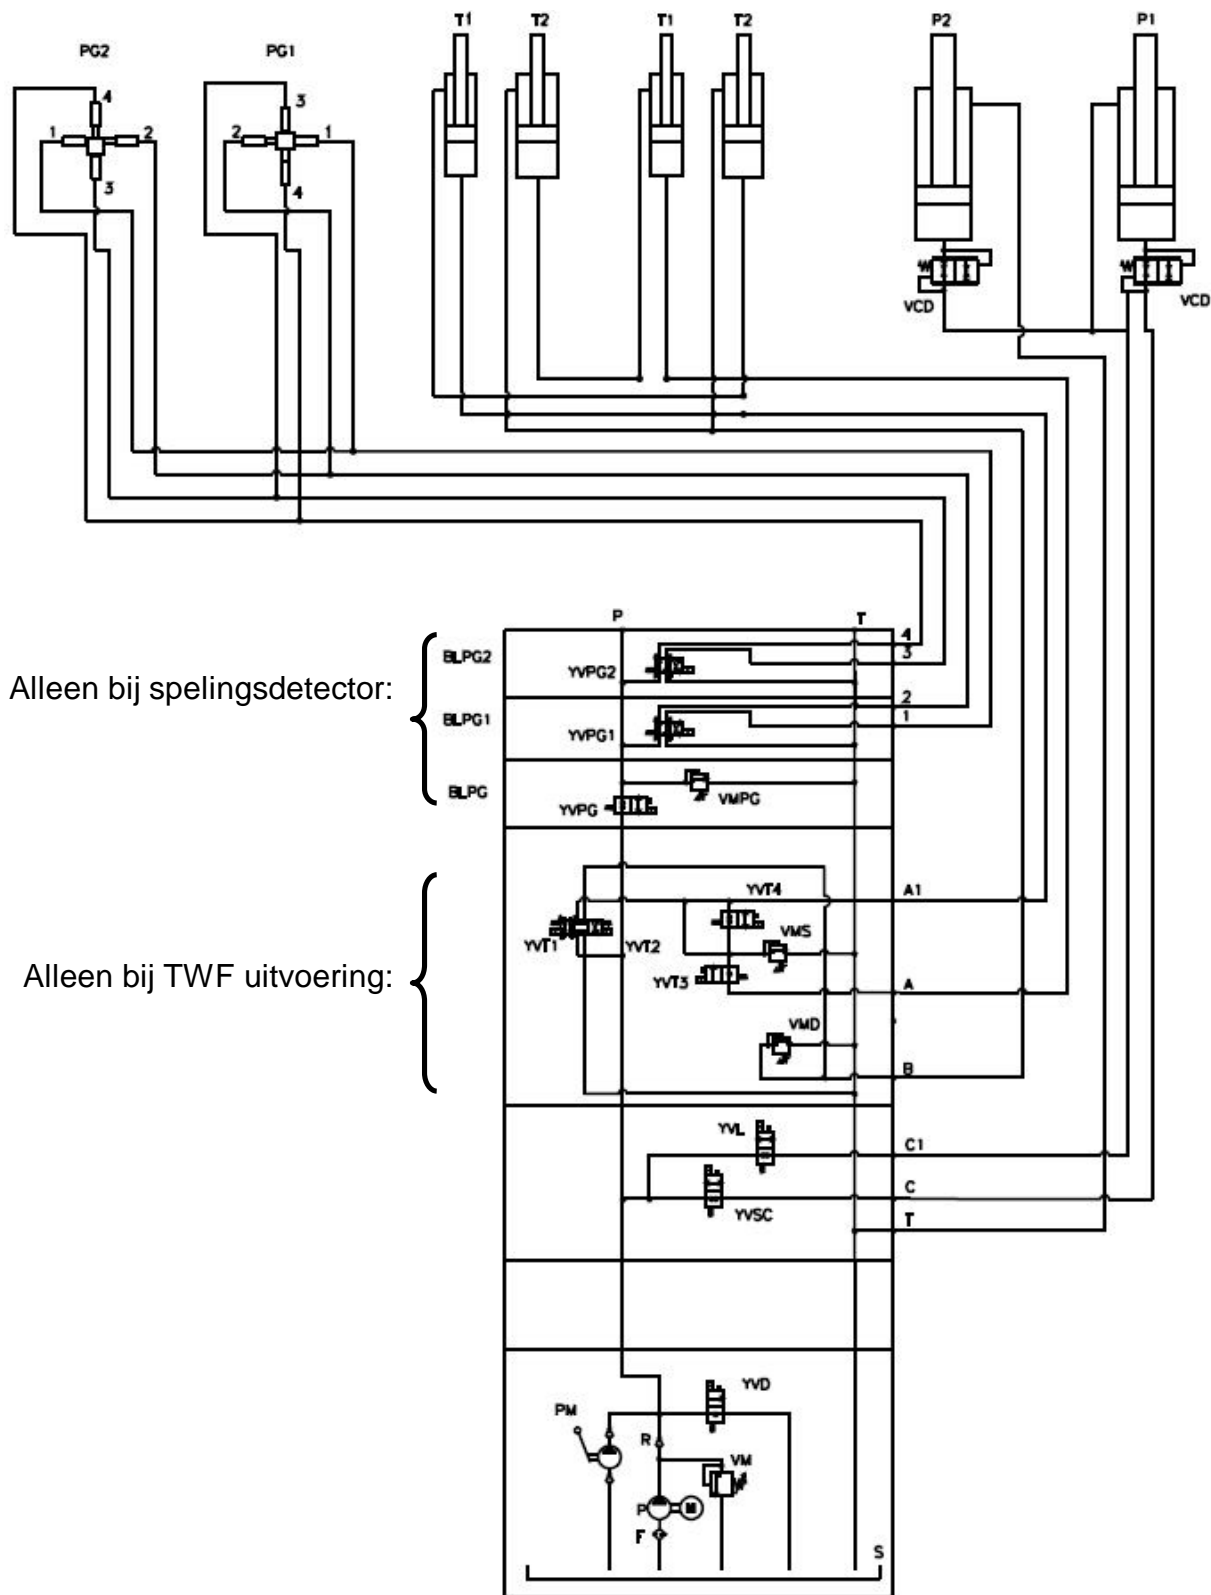 T1 T2 T1 T2 P2 P1
PG2 PG1
4 3
1 2 2 1
3 4
VCD VCD
P T
4
BLPG2 3
YVPG2
Alleen bij spelingsdetector:
2
BLPG1 1
YVPG1
BLPG VMPG
YVPG
YVT4 A1
YVT1 YVT2 VMS
Alleen bij TWF uitvoering:
YVT3 A
VMD
B
YVL C1
C
YVSC T
YVD
PM
R VM
P M
F
S